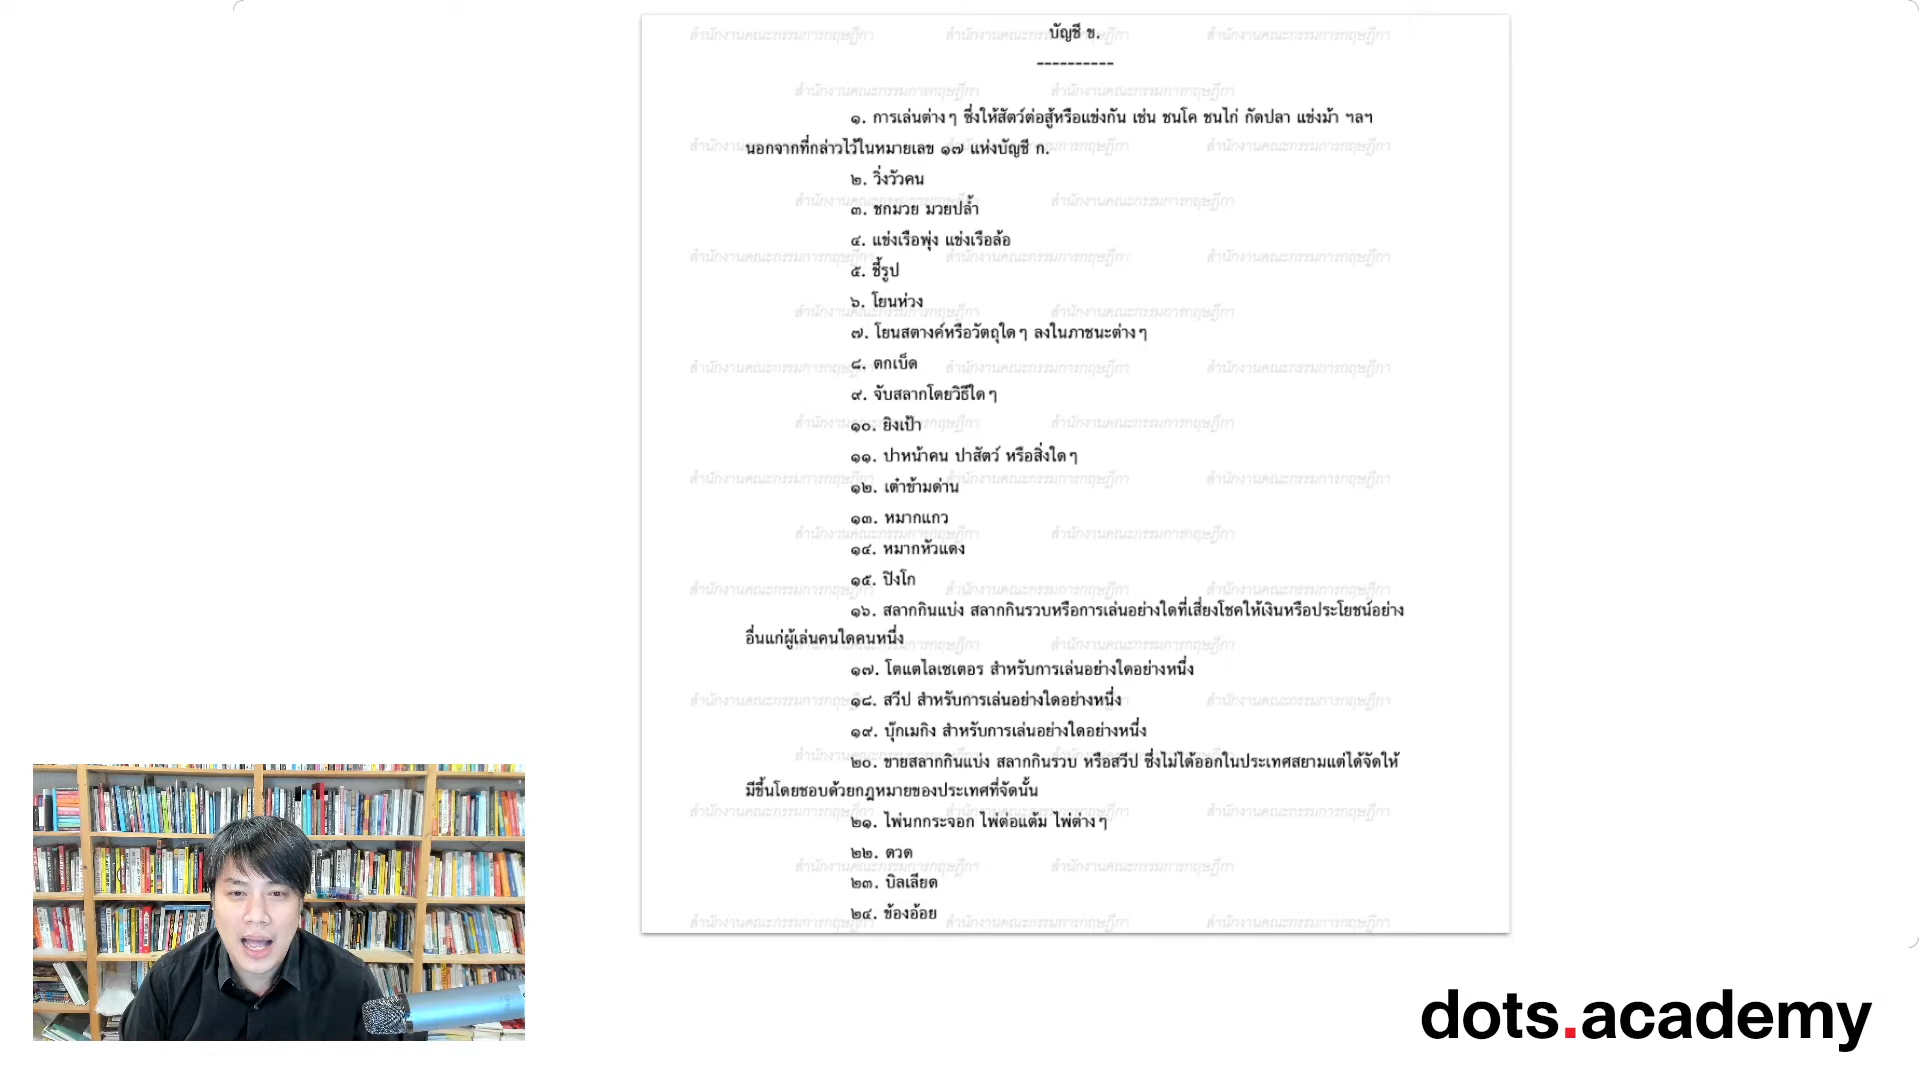 บัญชี ข.
----------
๑. การเล่นต่างๆ ซึ่งให้สัตว์ต่อสู้หรือแข่งกัน เช่น ชนโค ชนไก่ กัดปลา แข่งม้า ฯลฯ
นอกจากที่กล่าวไว้ในหมายเลข ๑๗ แห่งบัญชี ก.
๒. วิ่งวัวคน
๓. ชกมวย มวยปล้ำ
๔. แข่งเรือพุ่ง แข่งเรือล้อ
๕. ชี้รูป
๖. โยนห่วง
๗. โยนสตางค์หรือวัตถุใดๆ ลงในภาชนะต่างๆ
๘. ตกเบ็ด
๙. จับสลากโดยวิธีใดๆ
๑๐. ยิงเป้า
๑๑. ปาหน้าคน ปาสัตว์ หรือสิ่งใดๆ
๑๒. เต๋าข้ามด่าน
๑๓. หมากแกว
๑๔. หมากหัวแดง
๑๕. ปิงโก
๑๖. สลากกินแบ่ง สลากกินรวบหรือการเล่นอย่างใดที่เสี่ยงโชคให้เงินหรือประโยชน์อย่าง
อื่นแก่ผู้เล่นคนใดคนหนึ่ง
๑๗. โตแตไลเซเตอร สำหรับการเล่นอย่างใดอย่างหนึ่ง
๑๘. สวีป สำหรับการเล่นอย่างใดอย่างหนึ่ง
๑๙. บุ๊กเมกิง สำหรับการเล่นอย่างใดอย่างหนึ่ง
๒๐. ขายสลากกินแบ่ง สลากกินรวบ หรือสวีป ซึ่งไม่ได้ออกในประเทศสยามแต่ได้จัดให้
มีขึ้นโดยชอบด้วยกฎหมายของประเทศที่จัดนั้น
๒๑. ไพ่นกกระจอก ไพ่ต่อแต้ม ไพ่ต่างๆ
๒๒. ดวด
๒๓. บิลเลียด
๒๔. ข้องอ้อย
สำนักงานคณะกรรมการกฤษฎีกา
dots.academy